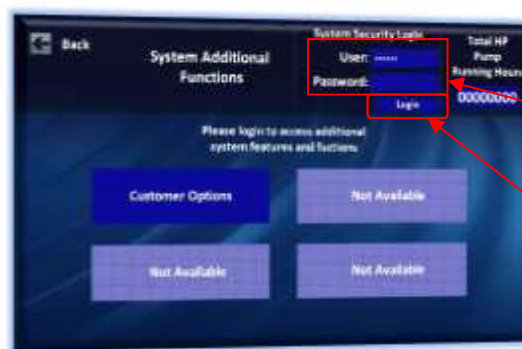 Back
System Additional
Functions
System Security Login
User: *****
Password:
Login
Total HP
Pump
Running Hours
00000000
Please login to access additional
system features and fuctions
Customer Options
Not Available
Not Available
Not Available